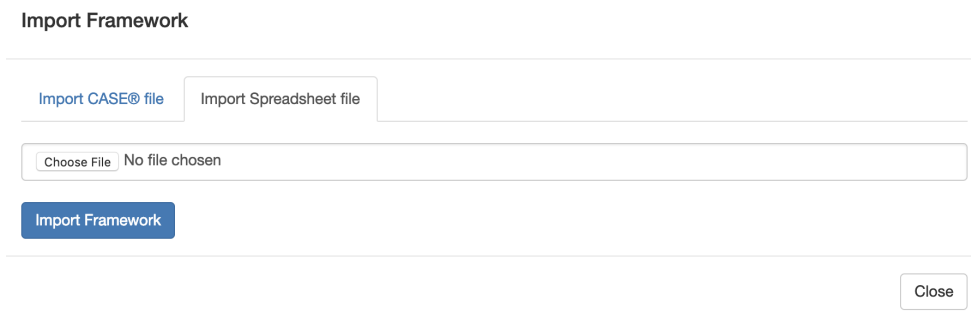 Import Framework
Import CASE® file Import Spreadsheet file
Choose File No file chosen
Import Framework
Close